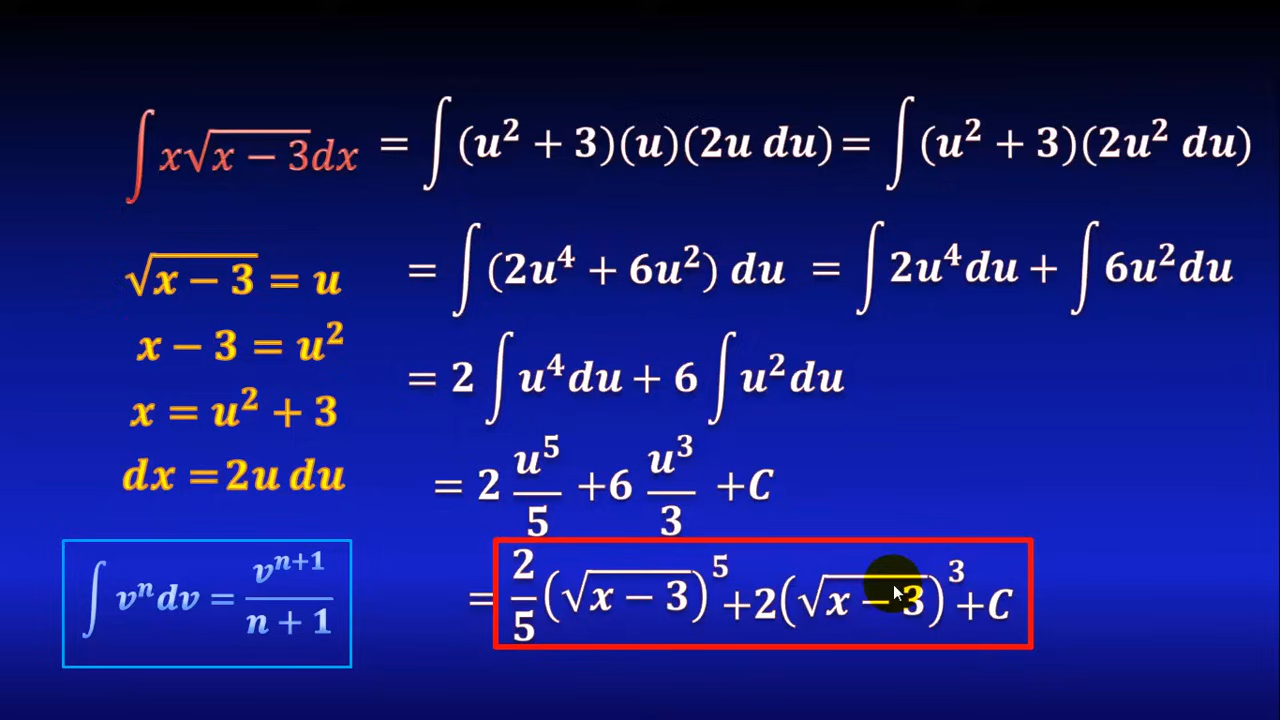 ∫x√(x − 3)dx = ∫(u² + 3)(u)(2u du) = ∫(u² + 3)(2u² du)
√(x − 3) = u
= ∫(2u⁴ + 6u²) du = ∫2u⁴du + ∫6u²du
x − 3 = u²
= 2∫u⁴du + 6∫u²du
x = u² + 3
dx = 2u du
= 2 u⁵/5 + 6 u³/3 + C
∫vⁿdv = vⁿ⁺¹/(n + 1)
= 2/5 (√(x − 3))⁵ + 2(√(x − 3))³ + C